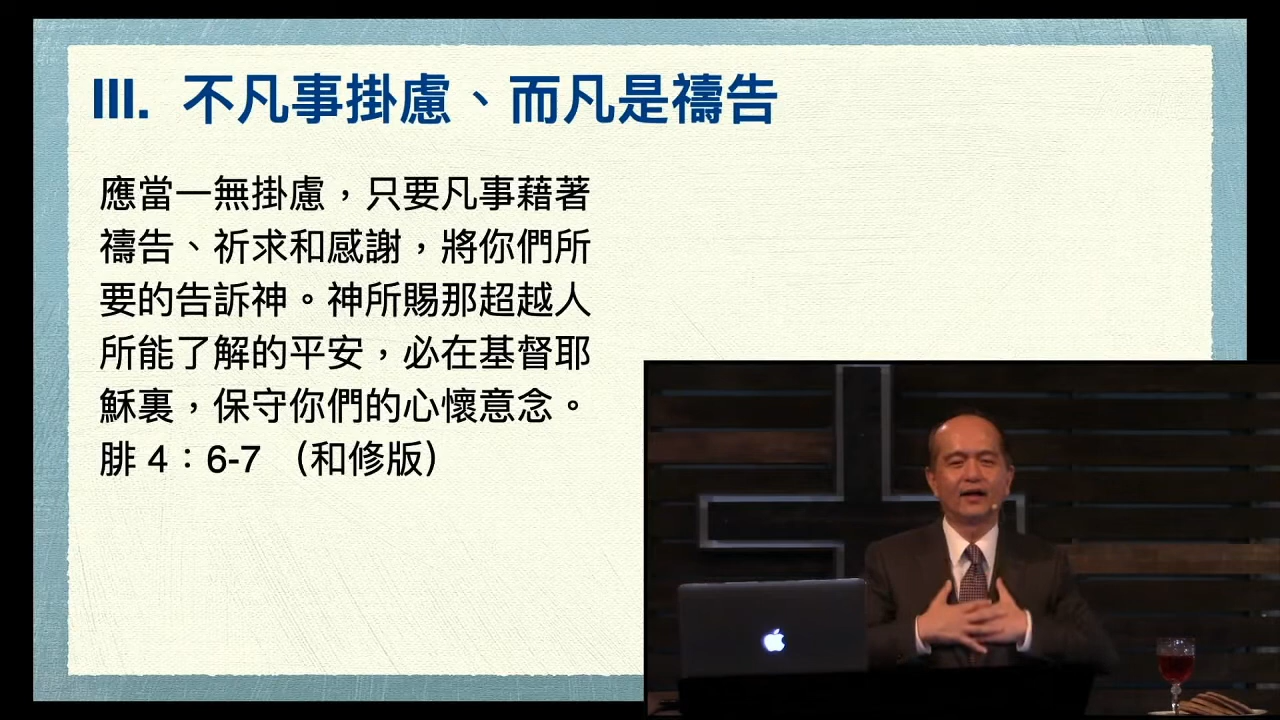 III. 不凡事掛慮、而凡是禱告
應當一無掛慮，只要凡事藉著
禱告、祈求和感謝，將你們所
要的告訴神。神所賜那超越人
所能了解的平安，必在基督耶
穌裏，保守你們的心懷意念。
腓 4：6-7 （和修版）